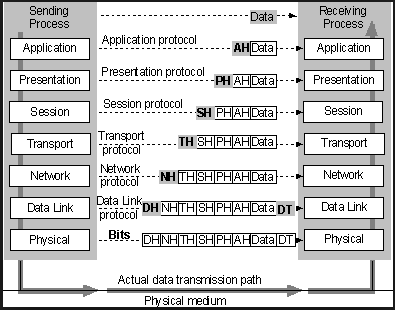 Sending Process Data Receiving Process
Application Application protocol AH Data Application
Presentation Presentation protocol PH AH Data Presentation
Session Session protocol SH PH AH Data Session
Transport Transport protocol TH SH PH AH Data Transport
Network Network protocol NH TH SH PH AH Data Network
Data Link Data Link protocol DH NH TH SH PH AH Data DT Data Link
Physical Bits DH NH TH SH PH AH Data DT Physical
Actual data transmission path
Physical medium